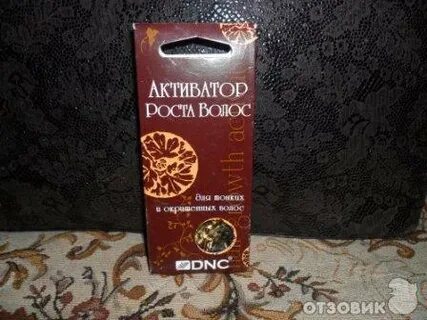 Активатор
Роста Волос
для тонких
и окрашенных волос
DNC®
ОТЗОВИК